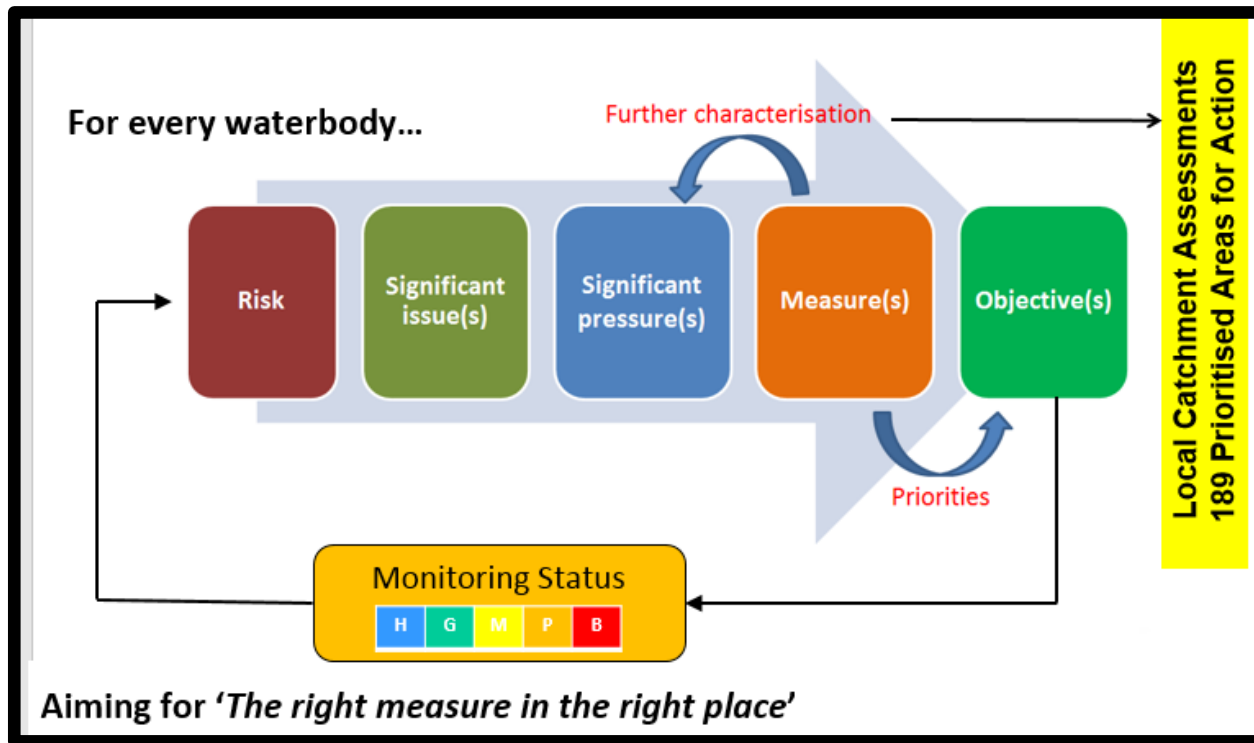 For every waterbody…
Further characterisation
Risk
Significant
issue(s)
Significant
pressure(s)
Measure(s)
Objective(s)
Priorities
Monitoring Status
H G M P B
Aiming for ‘The right measure in the right place’
Local Catchment Assessments
189 Prioritised Areas for Action